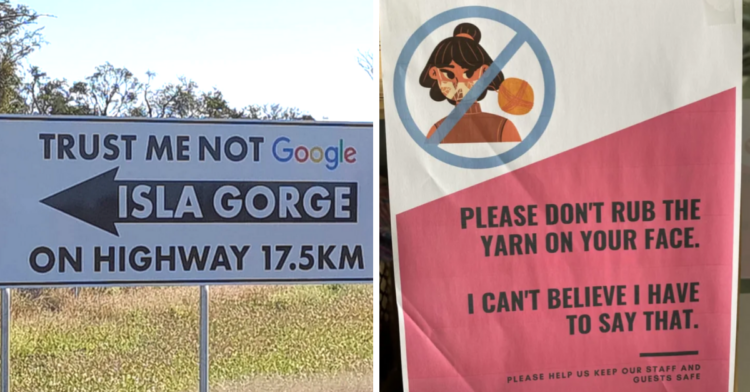 TRUST ME NOT Google
ISLA GORGE
ON HIGHWAY 17.5KM
PLEASE DON'T RUB THE
YARN ON YOUR FACE.
I CAN'T BELIEVE I HAVE
TO SAY THAT.
PLEASE HELP US KEEP OUR STAFF AND
GUESTS SAFE